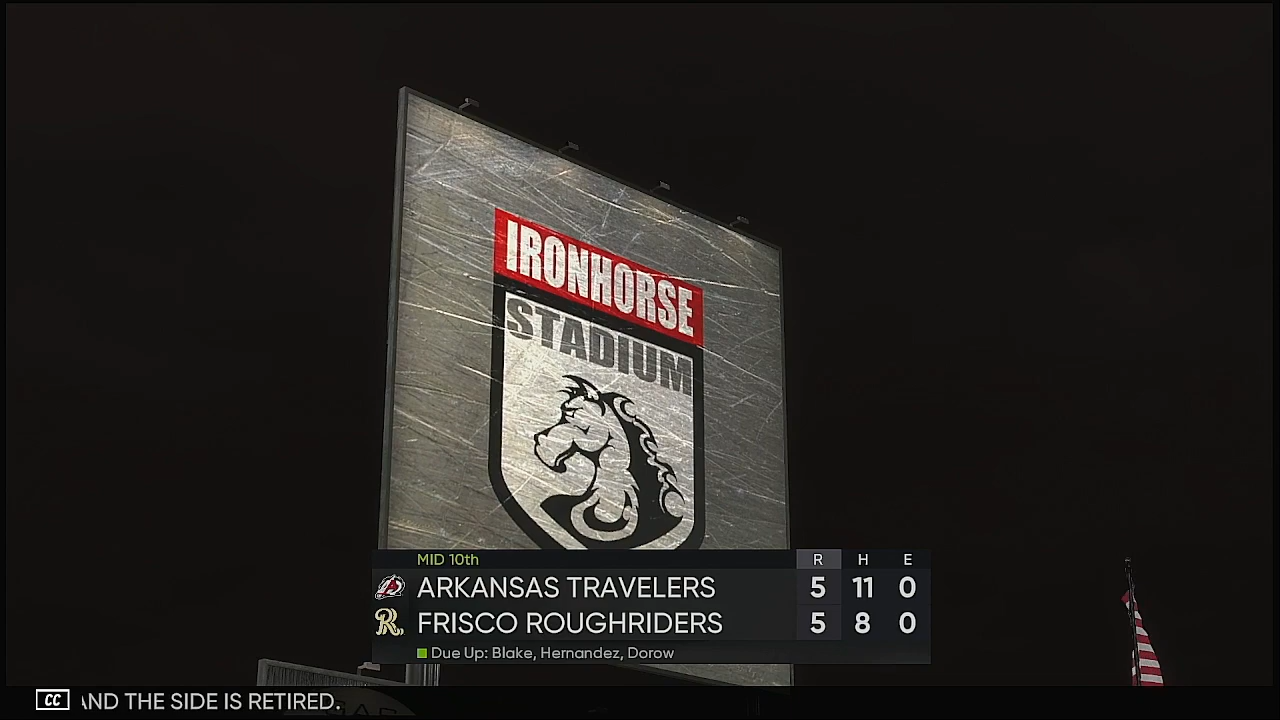 IRONHORSE
STADIUM
MID 10th R H E
ARKANSAS TRAVELERS 5 11 0
R FRISCO ROUGHRIDERS 5 8 0
Due Up: Blake, Hernandez, Dorow
CC AND THE SIDE IS RETIRED.